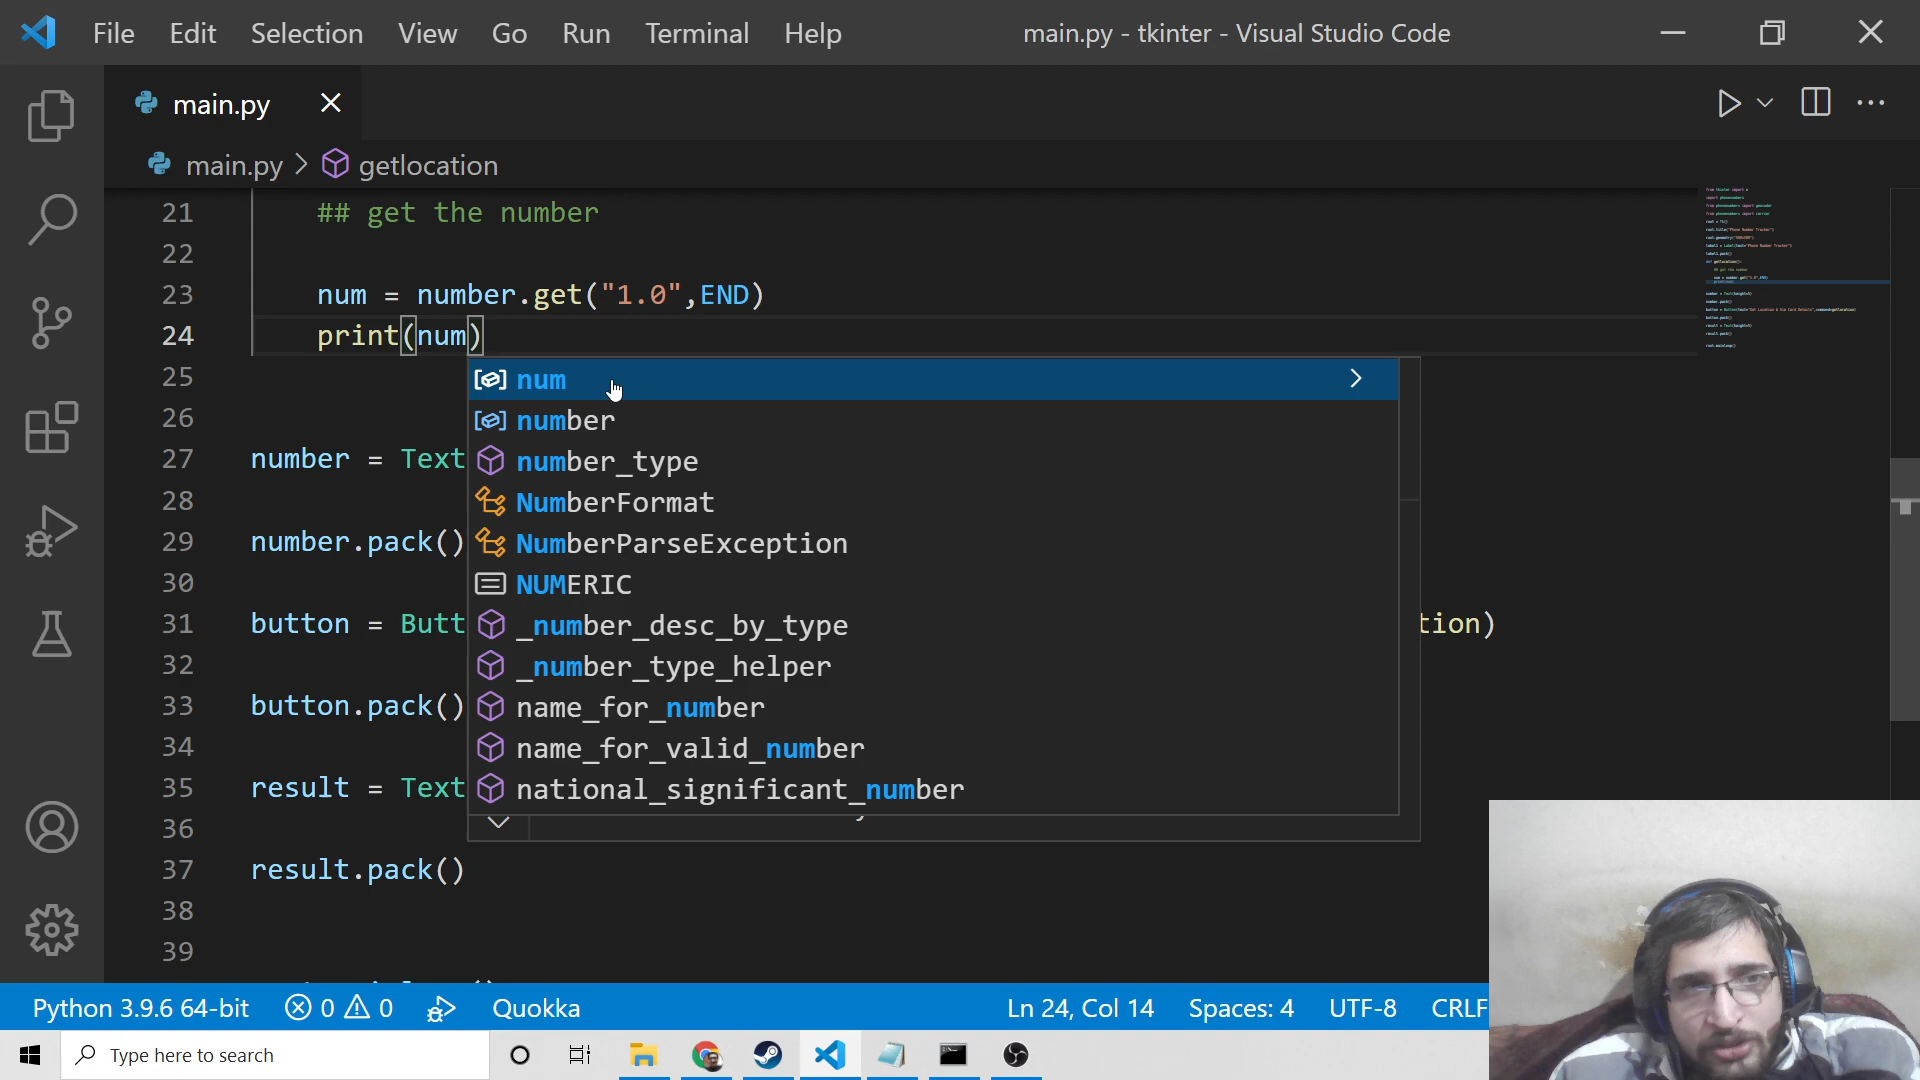 File Edit Selection View Go Run Terminal Help main.py - tkinter - Visual Studio Code
main.py
main.py > getlocation
21 ## get the number
22
23 num = number.get("1.0",END)
24 print(num)
25 num
26 number
27 number = Text number_type
28 NumberFormat
29 number.pack() NumberParseException
30 NUMERIC
31 button = Butt _number_desc_by_type tion)
32 _number_type_helper
33 button.pack() name_for_number
34 name_for_valid_number
35 result = Text national_significant_number
36
37 result.pack()
38
39
Python 3.9.6 64-bit 0 0 Quokka Ln 24, Col 14 Spaces: 4 UTF-8 CRLF
Type here to search